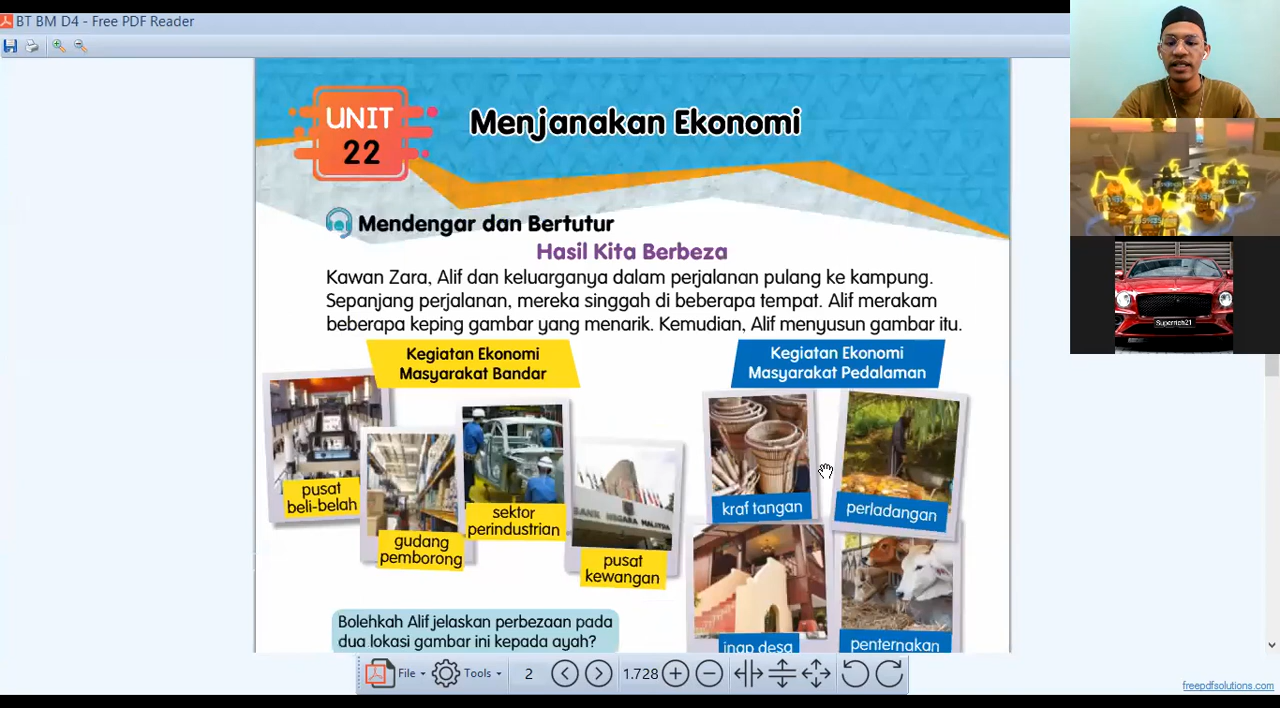 BT BM D4 - Free PDF Reader
UNIT
22
Menjanakan Ekonomi
Mendengar dan Bertutur
Hasil Kita Berbeza
Kawan Zara, Alif dan keluarganya dalam perjalanan pulang ke kampung.
Sepanjang perjalanan, mereka singgah di beberapa tempat. Alif merakam
beberapa keping gambar yang menarik. Kemudian, Alif menyusun gambar itu.
Kegiatan Ekonomi
Masyarakat Bandar
Kegiatan Ekonomi
Masyarakat Pedalaman
pusat
beli-belah
gudang
pemborong
sektor
perindustrian
BANK NEGARA MALAYSIA
pusat
kewangan
kraf tangan
perladangan
inap desa
penternakan
Bolehkah Alif jelaskan perbezaan pada
dua lokasi gambar ini kepada ayah?
Superrich21
File
Tools
2
1.728
freepdfsolutions.com